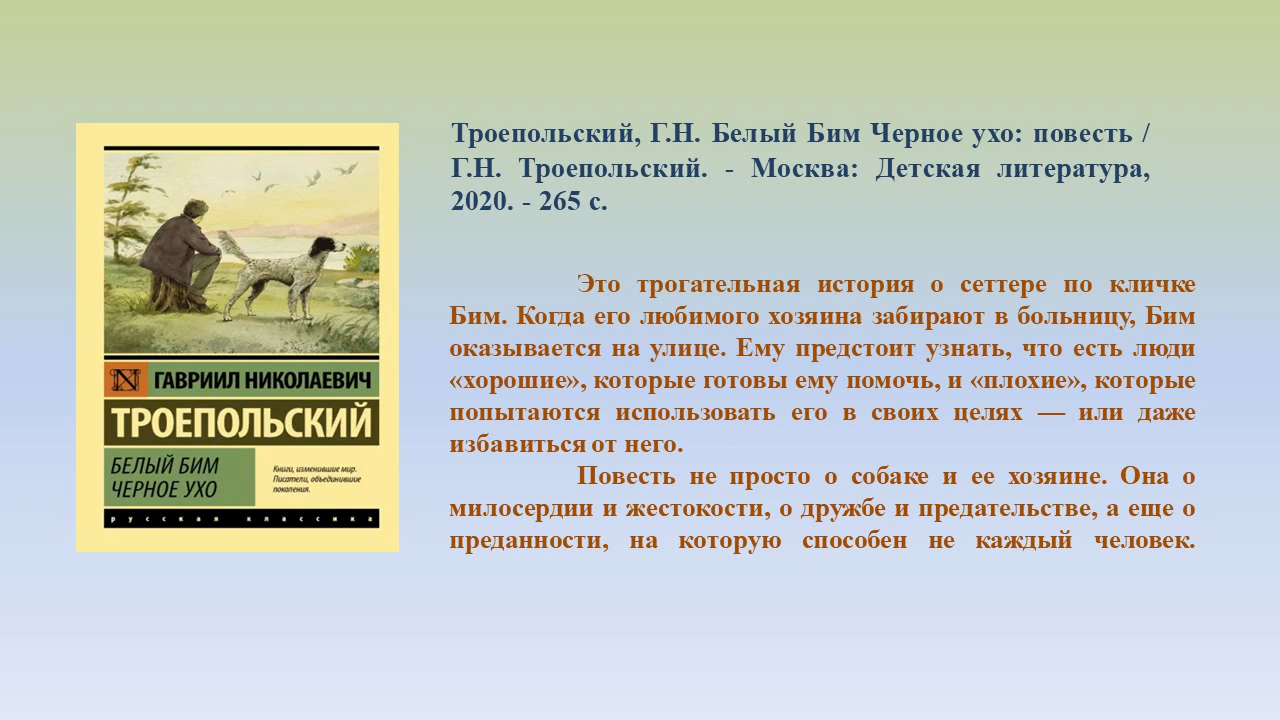 Троепольский, Г.Н. Белый Бим Черное ухо: повесть /
Г.Н. Троепольский. - Москва: Детская литература,
2020. - 265 с.
Это трогательная история о сеттере по кличке
Бим. Когда его любимого хозяина забирают в больницу, Бим
оказывается на улице. Ему предстоит узнать, что есть люди
«хорошие», которые готовы ему помочь, и «плохие», которые
попытаются использовать его в своих целях — или даже
избавиться от него.
Повесть не просто о собаке и ее хозяине. Она о
милосердии и жестокости, о дружбе и предательстве, а еще о
преданности, на которую способен не каждый человек.
ГАВРИИЛ НИКОЛАЕВИЧ
ТРОЕПОЛЬСКИЙ
БЕЛЫЙ БИМ
ЧЕРНОЕ УХО
Книги, изменившие мир.
Писатели, объединившие
поколения.
русская классика